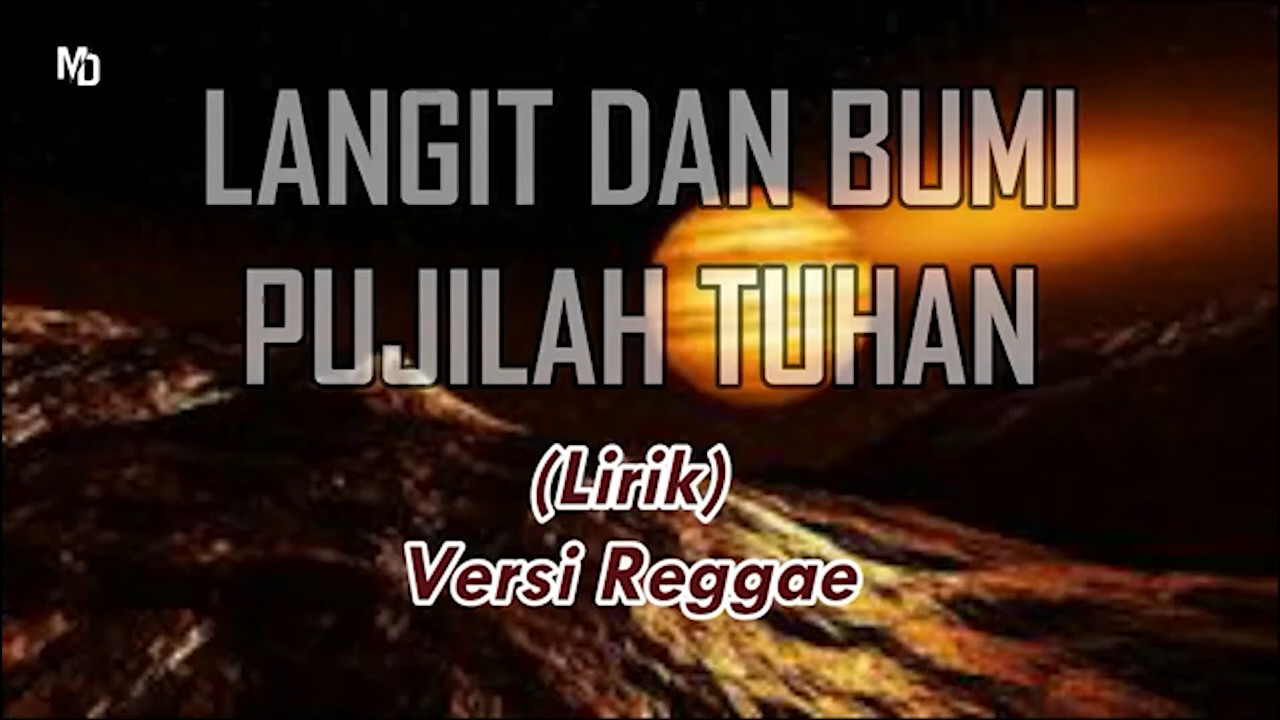 MD
LANGIT DAN BUMI
PUJILAH TUHAN
(Lirik)
Versi Reggae